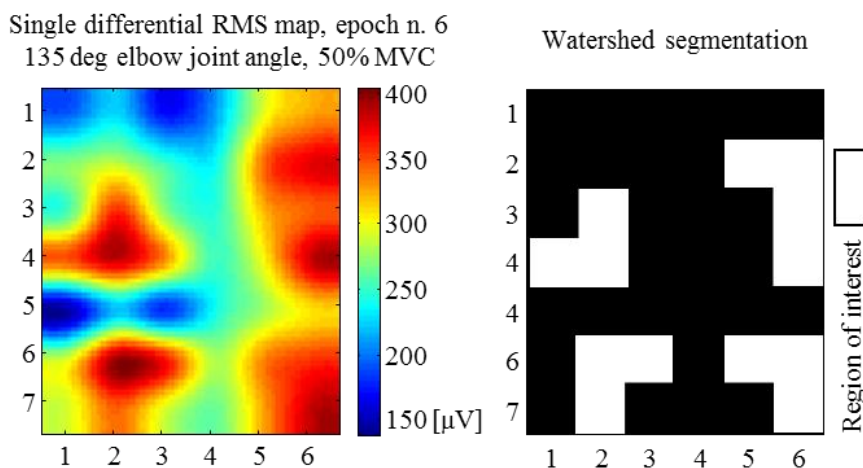 Single differential RMS map, epoch n. 6
135 deg elbow joint angle, 50% MVC
1
2
3
4
5
6
7
1 2 3 4 5 6
400
350
300
250
200
150 [µV]
Watershed segmentation
1
2
3
4
4
6
7
1 2 3 4 5 6
Region of interest